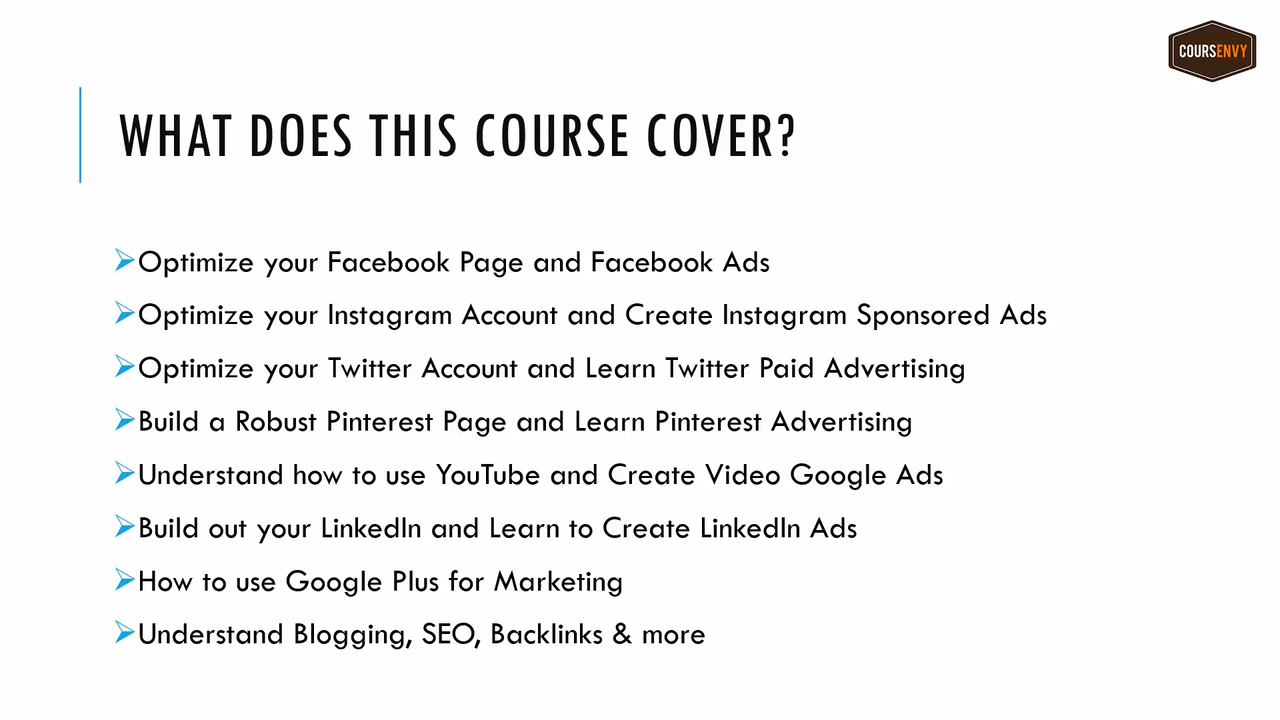 COURSENVY
WHAT DOES THIS COURSE COVER?
Optimize your Facebook Page and Facebook Ads
Optimize your Instagram Account and Create Instagram Sponsored Ads
Optimize your Twitter Account and Learn Twitter Paid Advertising
Build a Robust Pinterest Page and Learn Pinterest Advertising
Understand how to use YouTube and Create Video Google Ads
Build out your LinkedIn and Learn to Create LinkedIn Ads
How to use Google Plus for Marketing
Understand Blogging, SEO, Backlinks & more